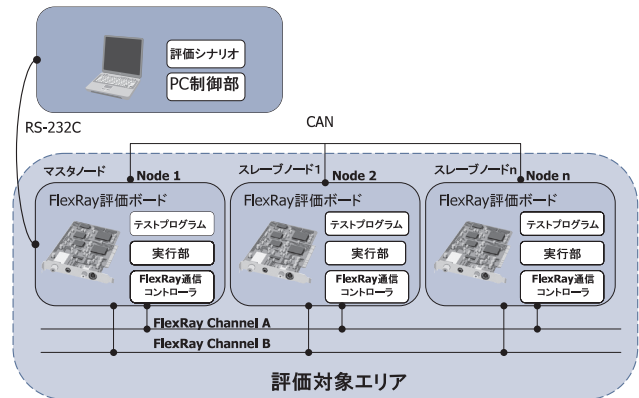 評価シナリオ
PC制御部
RS-232C
CAN
マスタノード
Node 1
スレーブノード1
Node 2
スレーブノードn
Node n
FlexRay評価ボード
テストプログラム
実行部
FlexRay通信
コントローラ
FlexRay評価ボード
テストプログラム
実行部
FlexRay通信
コントローラ
FlexRay評価ボード
テストプログラム
実行部
FlexRay通信
コントローラ
FlexRay Channel A
FlexRay Channel B
評価対象エリア